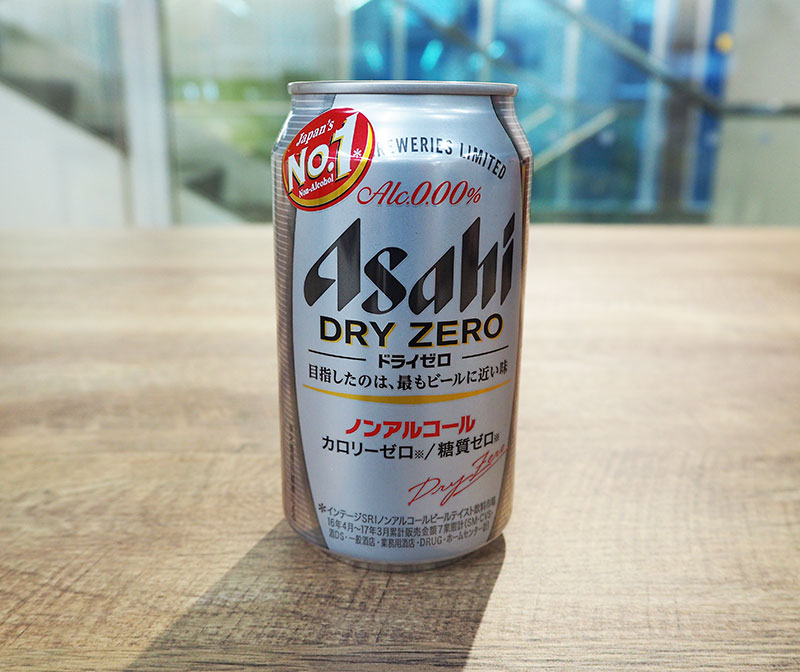 Japan's
No.1*
Non-Alcohol
REWERIES LIMITED
Alc.0.00%
Asahi
DRY ZERO
ドライゼロ
目指したのは、最もビールに近い味
ノンアルコール
カロリーゼロ※/糖質ゼロ※
Dry Zero
*インテージSRIノンアルコールビールテイスト飲料市場
16年4月〜17年3月累計販売金額7業態計(SM・CVS・
酒DS・一般酒店・業務用酒店・DRUG・ホームセンター計)